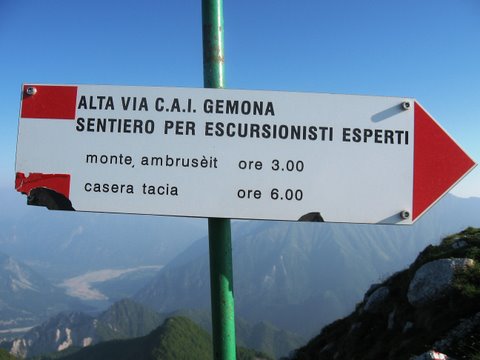 ALTA VIA C.A.I. GEMONA
SENTIERO PER ESCURSIONISTI ESPERTI
monte ambrusèit ore 3.00
casera tacia ore 6.00